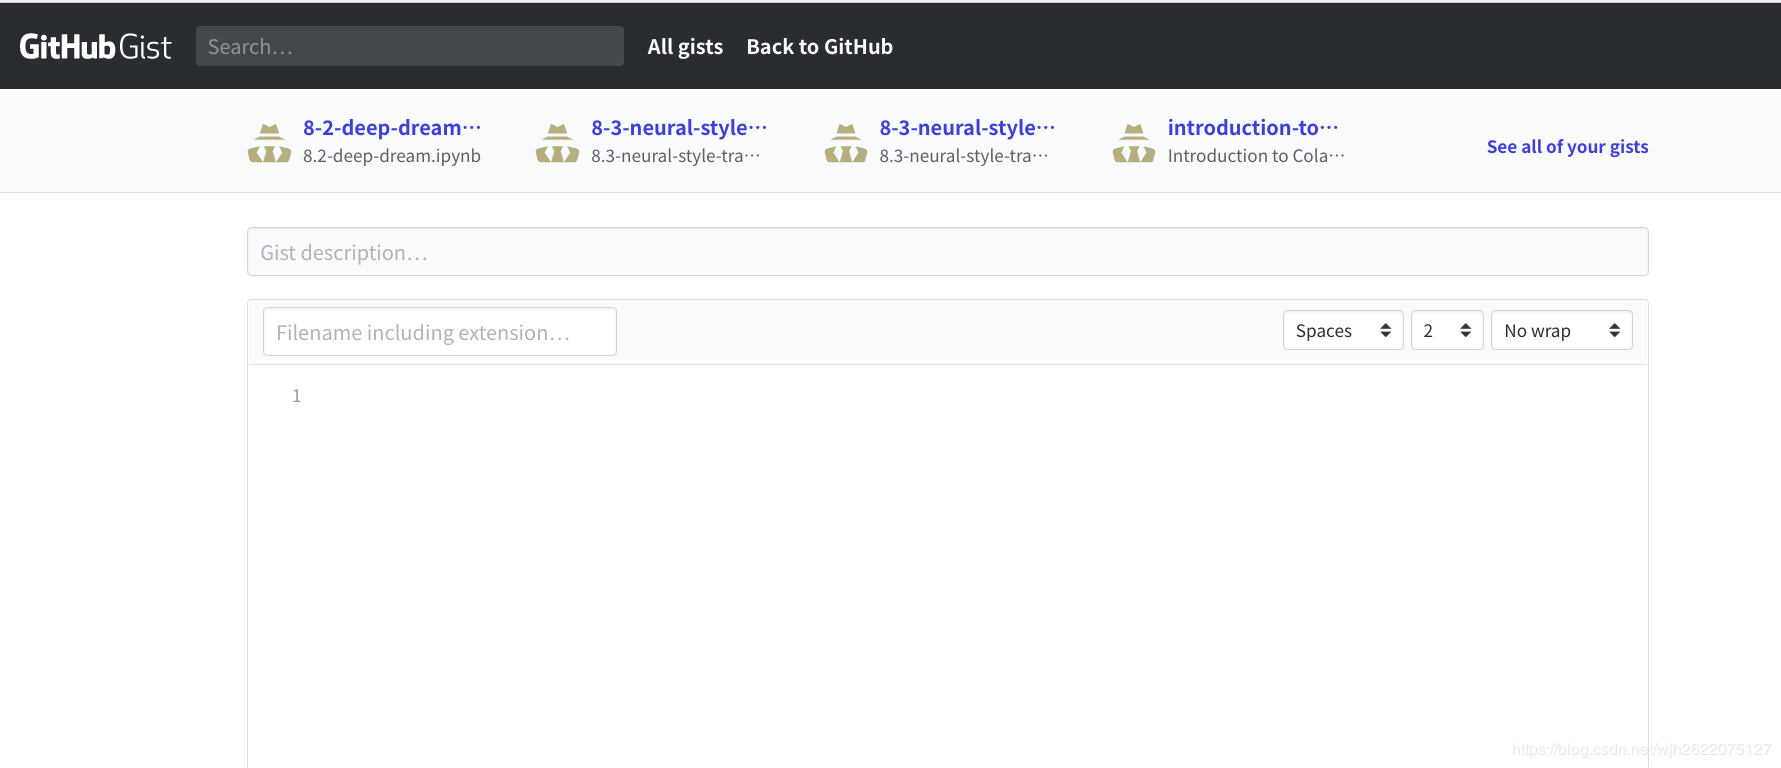 GitHub Gist Search… All gists Back to GitHub
8-2-deep-dream… 8-3-neural-style… 8-3-neural-style… introduction-to…
8.2-deep-dream.ipynb 8.3-neural-style-tra… 8.3-neural-style-tra… Introduction to Cola…
See all of your gists
Gist description…
Filename including extension… Spaces 2 No wrap
1
https://blog.csdn.net/wjh2622075127